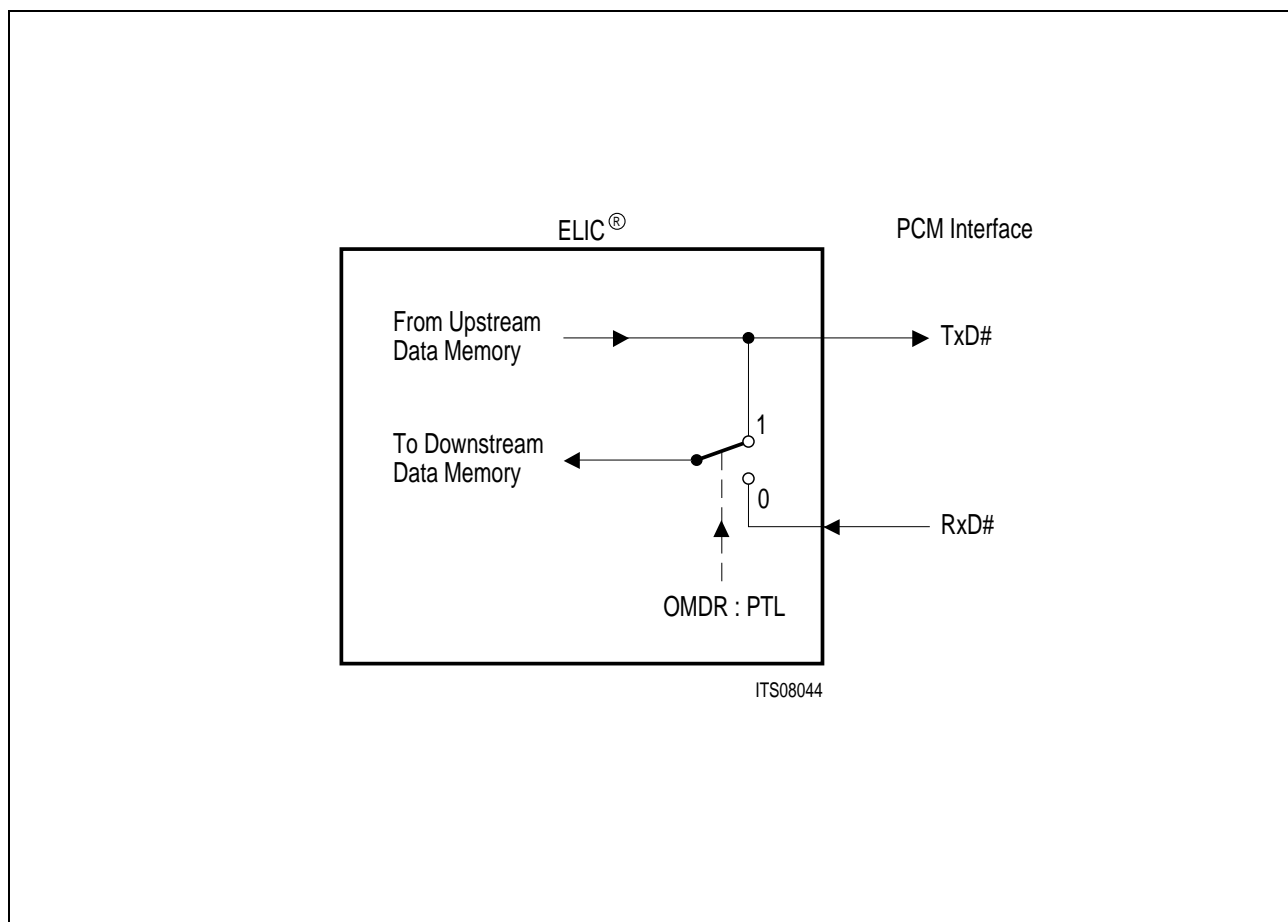 ELIC® PCM Interface
From Upstream
Data Memory
TxD#
1
To Downstream
Data Memory
0
RxD#
OMDR : PTL
ITS08044